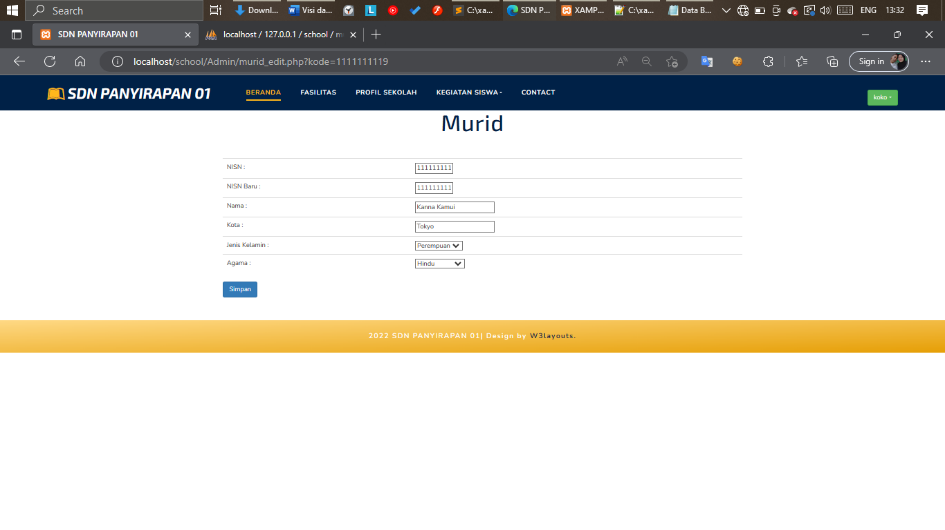 Search
Downl...
Visi da...
C:\xa...
SDN P...
XAMP...
C:\xa...
Data B...
ENG
13:32
SDN PANYIRAPAN 01
localhost / 127.0.0.1 / school / m
localhost/school/Admin/murid_edit.php?kode=1111111119
Sign in
SDN PANYIRAPAN 01
BERANDA
FASILITAS
PROFIL SEKOLAH
KEGIATAN SISWA
CONTACT
koko
Murid
NISN :
111111111
NISN Baru :
111111111
Nama :
Kanna Kamui
Kota :
Tokyo
Jenis Kelamin :
Perempuan
Agama :
Hindu
Simpan
2022 SDN PANYIRAPAN 01| Design by W3layouts.